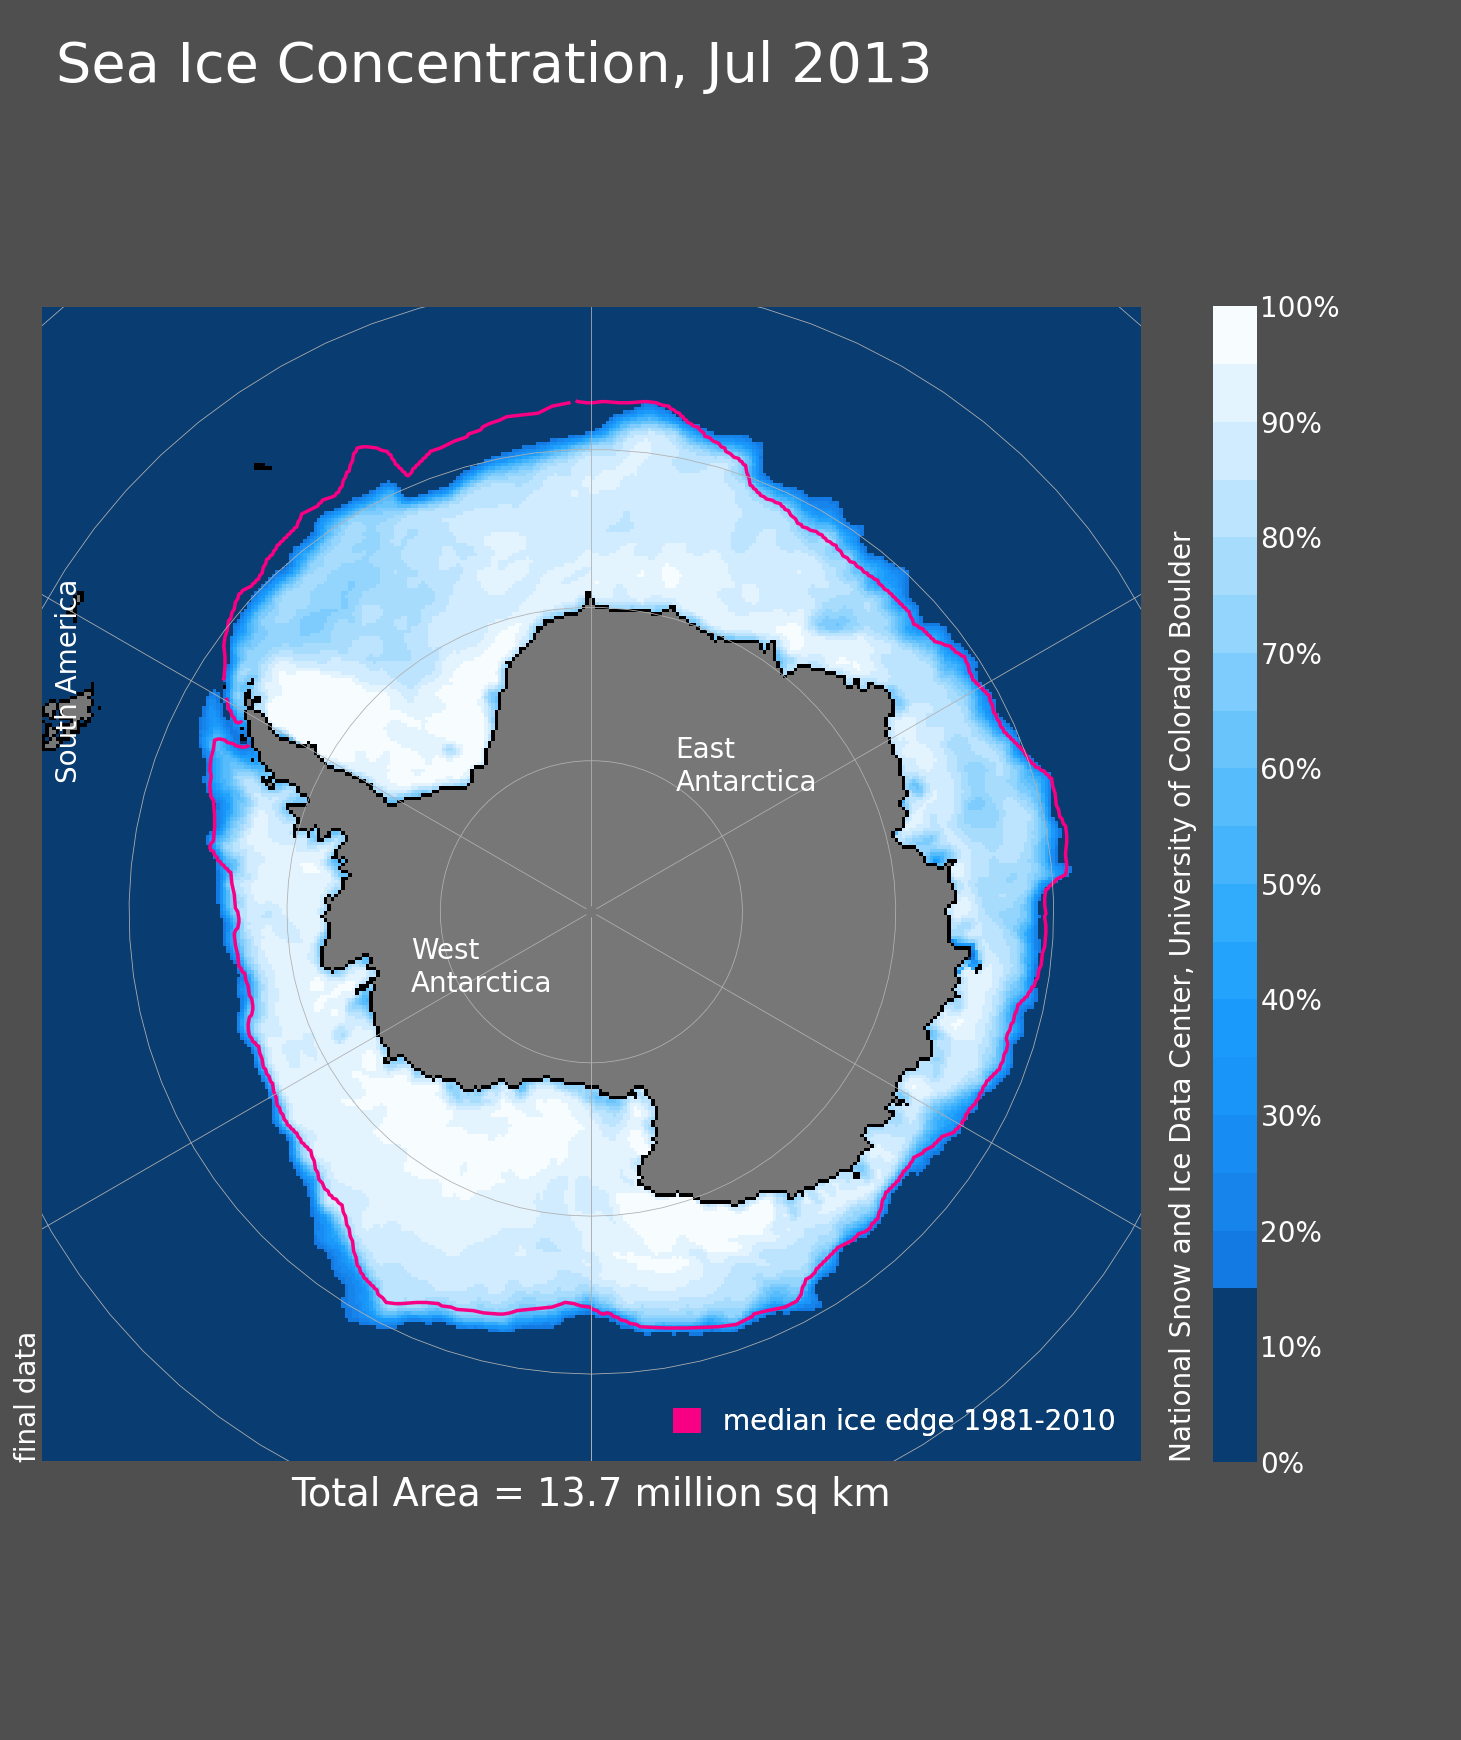 Sea Ice Concentration, Jul 2013
South America
East
Antarctica
West
Antarctica
median ice edge 1981-2010
final data
Total Area = 13.7 million sq km
National Snow and Ice Data Center, University of Colorado Boulder
100%
90%
80%
70%
60%
50%
40%
30%
20%
10%
0%